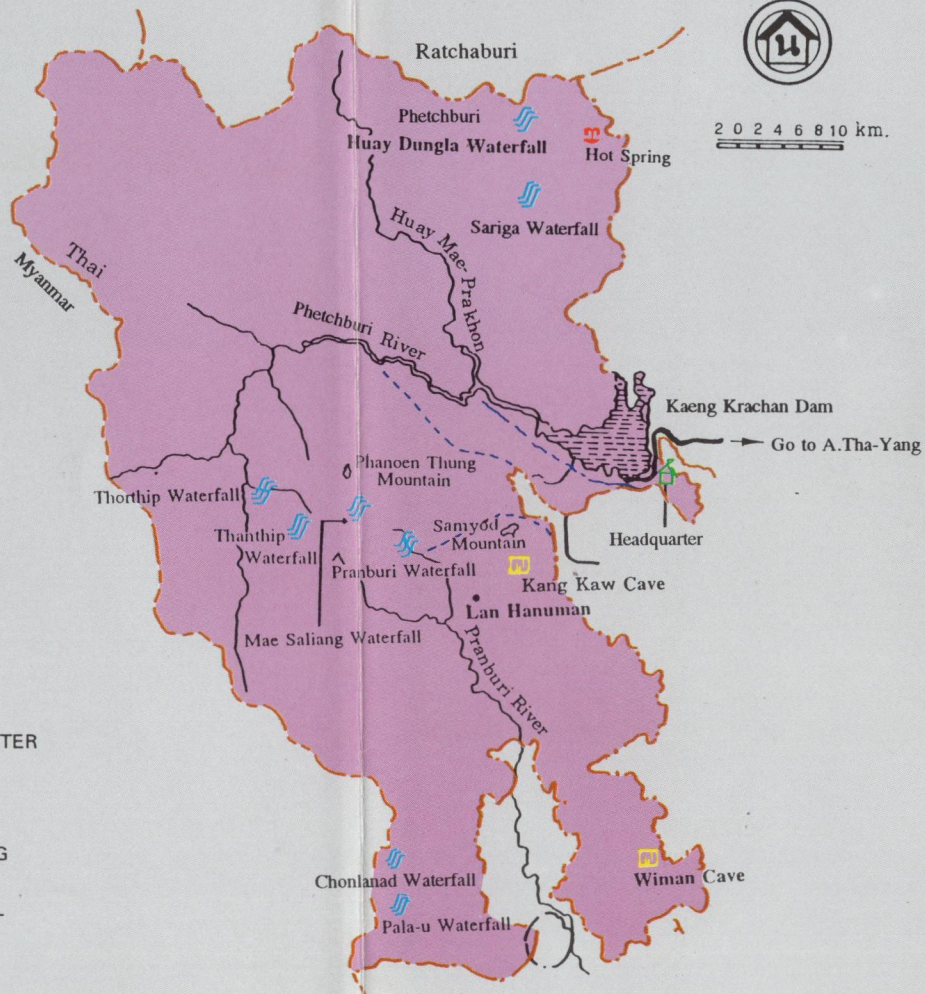 น
Ratchaburi
2 0 2 4 6 8 10 km.
Phetchburi
Huay Dungla Waterfall
Hot Spring
Sariga Waterfall
Huay Mae-Prakhon
Thai
Myanmar
Phetchburi River
Kaeng Krachan Dam
Go to A.Tha-Yang
Phanoen Thung
Mountain
Thorthip Waterfall
Thanthip
Waterfall
Samyod
Mountain
Headquarter
Pranburi Waterfall
Kang Kaw Cave
Lan Hanuman
Mae Saliang Waterfall
Pranburi River
TER
G
Chonlanad Waterfall
Wiman Cave
Pala-u Waterfall